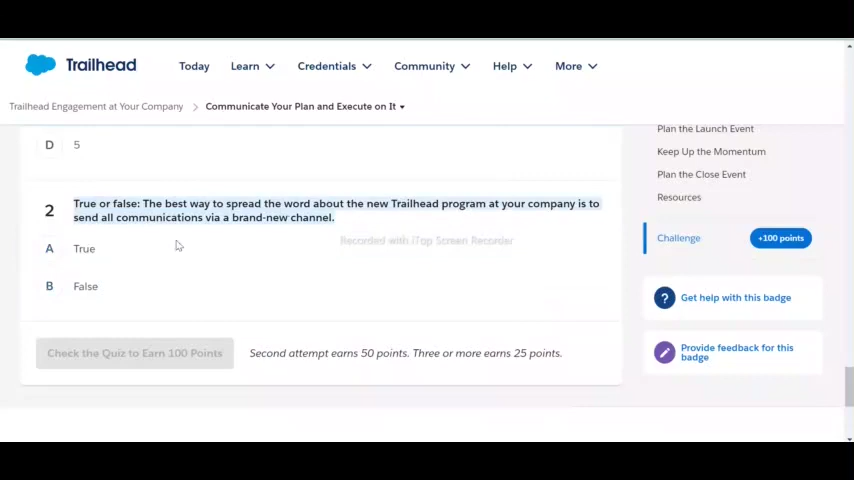 Trailhead
Today
Learn
Credentials
Community
Help
More
Trailhead Engagement at Your Company
Communicate Your Plan and Execute on It
D 5
2 True or false: The best way to spread the word about the new Trailhead program at your company is to
send all communications via a brand-new channel.
Recorded with iTop Screen Recorder
A True
B False
Check the Quiz to Earn 100 Points
Second attempt earns 50 points. Three or more earns 25 points.
Plan the Launch Event
Keep Up the Momentum
Plan the Close Event
Resources
Challenge
+100 points
? Get help with this badge
Provide feedback for this
badge